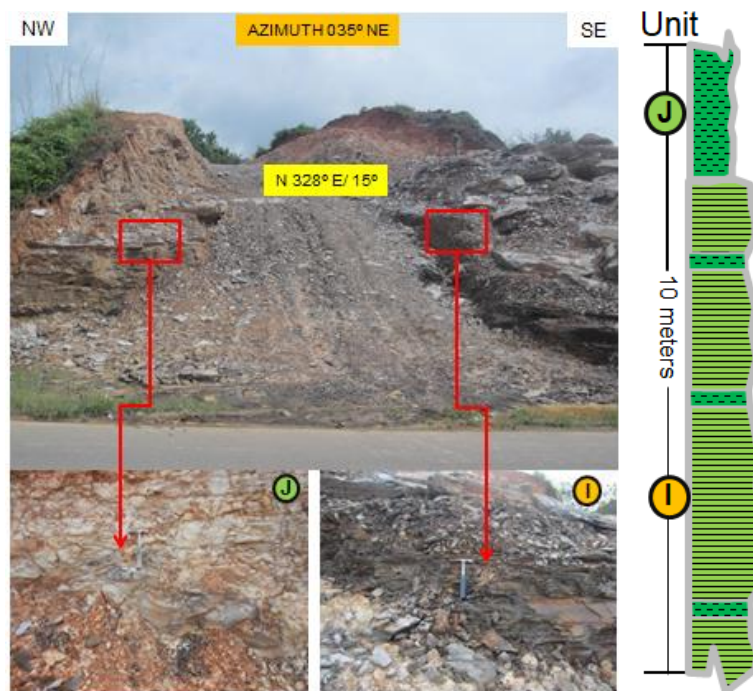 NW
AZIMUTH 035º NE
SE
Unit
N 328º E/ 15º
J
10 meters
I
J
I